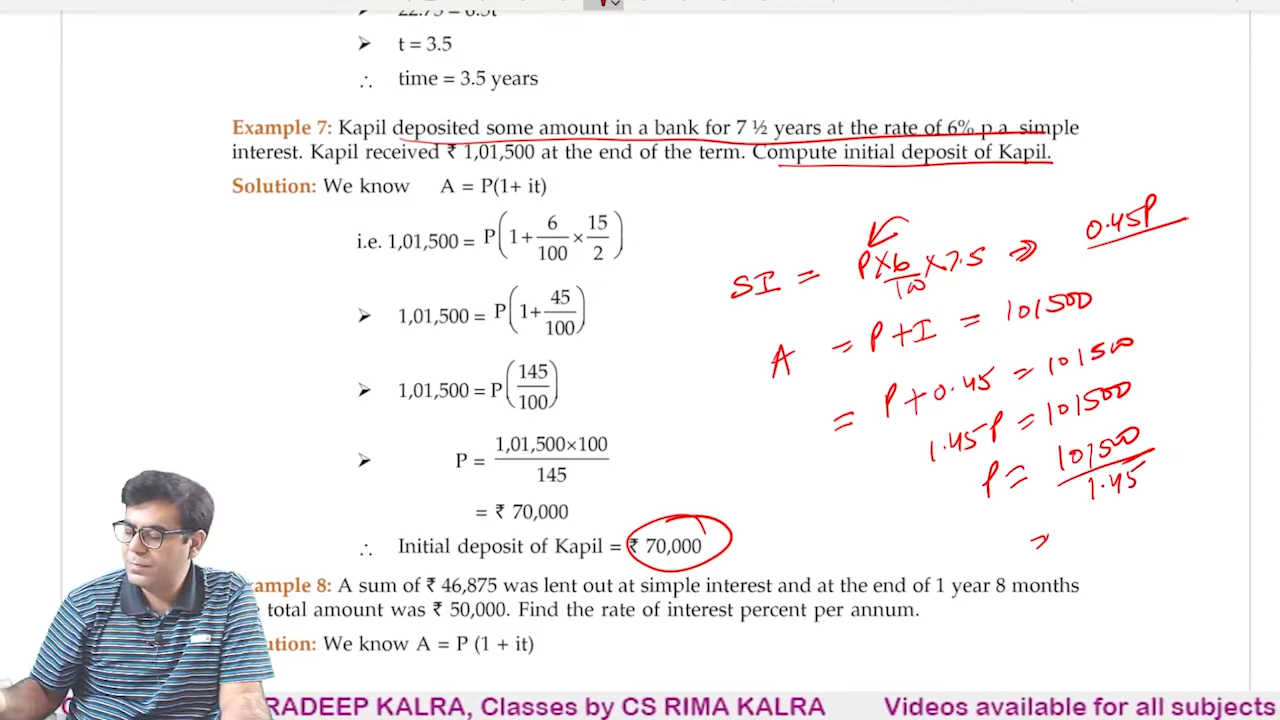 t = 3.5
∴ time = 3.5 years
Example 7: Kapil deposited some amount in a bank for 7 ½ years at the rate of 6% p.a. simple
interest. Kapil received ₹ 1,01,500 at the end of the term. Compute initial deposit of Kapil.
Solution: We know A = P(1+ it)
i.e. 1,01,500 = P(1+ 6/100 × 15/2)
➢ 1,01,500 = P(1+ 45/100)
➢ 1,01,500 = P(145/100)
➢ P = 1,01,500×100/145
= ₹ 70,000
∴ Initial deposit of Kapil = ₹ 70,000
SI = P×6/100 ×7.5 ⇒ 0.45P
A = P+I = 101500
= P+0.45 = 101500
1.45P = 101500
P = 101500/1.45
⇒
Example 8: A sum of ₹ 46,875 was lent out at simple interest and at the end of 1 year 8 months
total amount was ₹ 50,000. Find the rate of interest percent per annum.
We know A = P (1 + it)
RADEEP KALRA, Classes by CS RIMA KALRA Videos available for all subjects